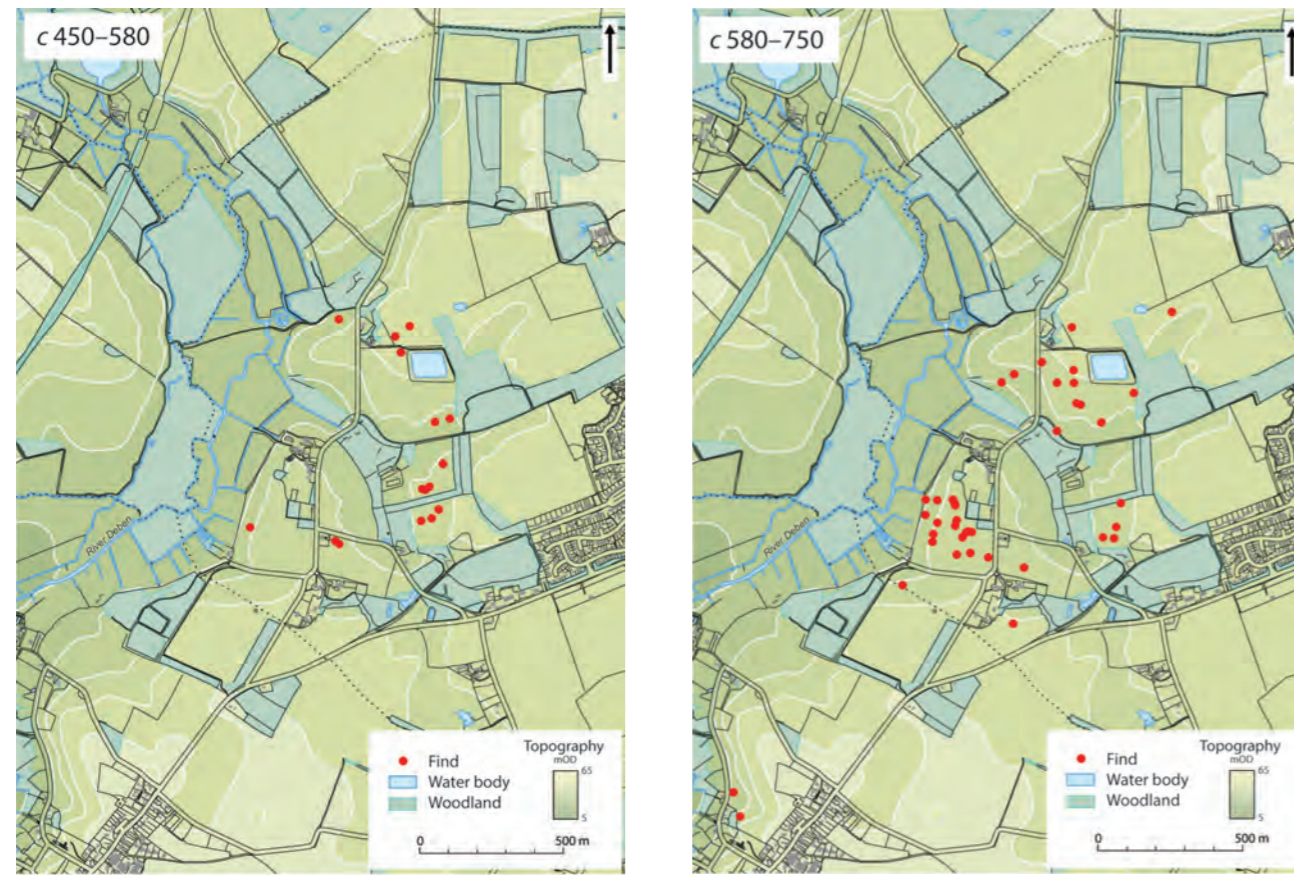 c 450–580
River Deben
Find
Water body
Woodland
Topography
mOD
65
5
0
500 m
c 580–750
River Deben
Find
Water body
Woodland
Topography
mOD
65
5
0
500 m